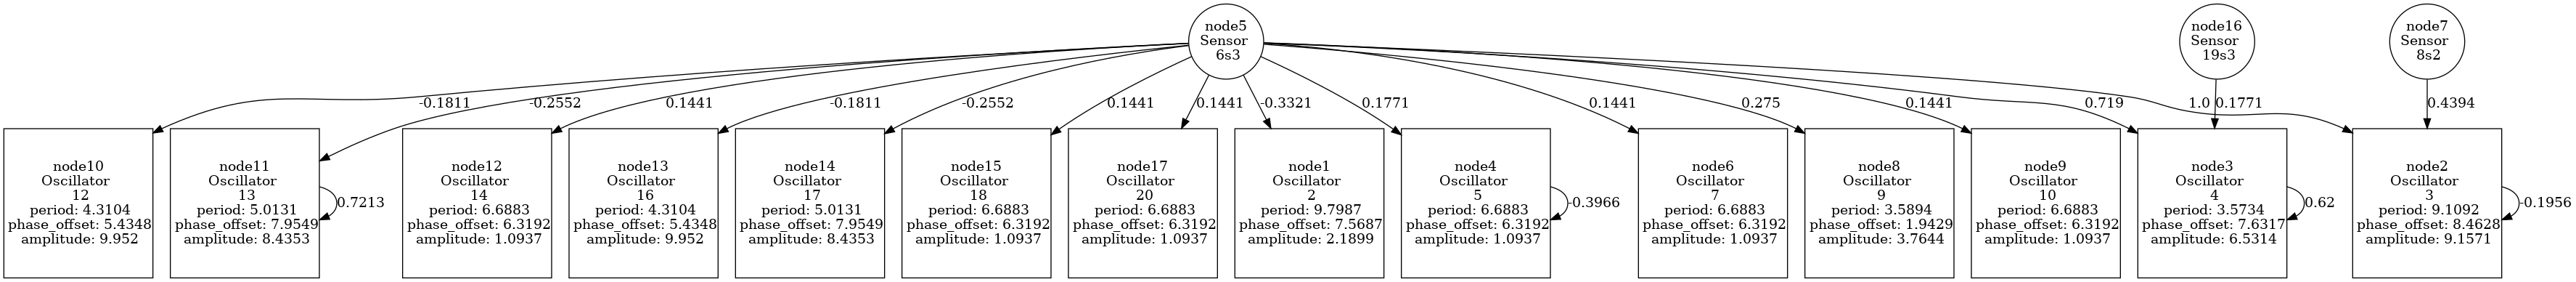 node5
Sensor
6s3
node16
Sensor
19s3
node7
Sensor
8s2
-0.1811
-0.2552
0.1441
-0.1811
-0.2552
0.1441
0.1441
-0.3321
0.1771
0.1441
0.275
0.1441
0.719
1.0
0.1771
0.4394
node10
Oscillator
12
period: 4.3104
phase_offset: 5.4348
amplitude: 9.952
node11
Oscillator
13
period: 5.0131
phase_offset: 7.9549
amplitude: 8.4353
0.7213
node12
Oscillator
14
period: 6.6883
phase_offset: 6.3192
amplitude: 1.0937
node13
Oscillator
16
period: 4.3104
phase_offset: 5.4348
amplitude: 9.952
node14
Oscillator
17
period: 5.0131
phase_offset: 7.9549
amplitude: 8.4353
node15
Oscillator
18
period: 6.6883
phase_offset: 6.3192
amplitude: 1.0937
node17
Oscillator
20
period: 6.6883
phase_offset: 6.3192
amplitude: 1.0937
node1
Oscillator
2
period: 9.7987
phase_offset: 7.5687
amplitude: 2.1899
node4
Oscillator
5
period: 6.6883
phase_offset: 6.3192
amplitude: 1.0937
-0.3966
node6
Oscillator
7
period: 6.6883
phase_offset: 6.3192
amplitude: 1.0937
node8
Oscillator
9
period: 3.5894
phase_offset: 1.9429
amplitude: 3.7644
node9
Oscillator
10
period: 6.6883
phase_offset: 6.3192
amplitude: 1.0937
node3
Oscillator
4
period: 3.5734
phase_offset: 7.6317
amplitude: 6.5314
0.62
node2
Oscillator
3
period: 9.1092
phase_offset: 8.4628
amplitude: 9.1571
-0.1956